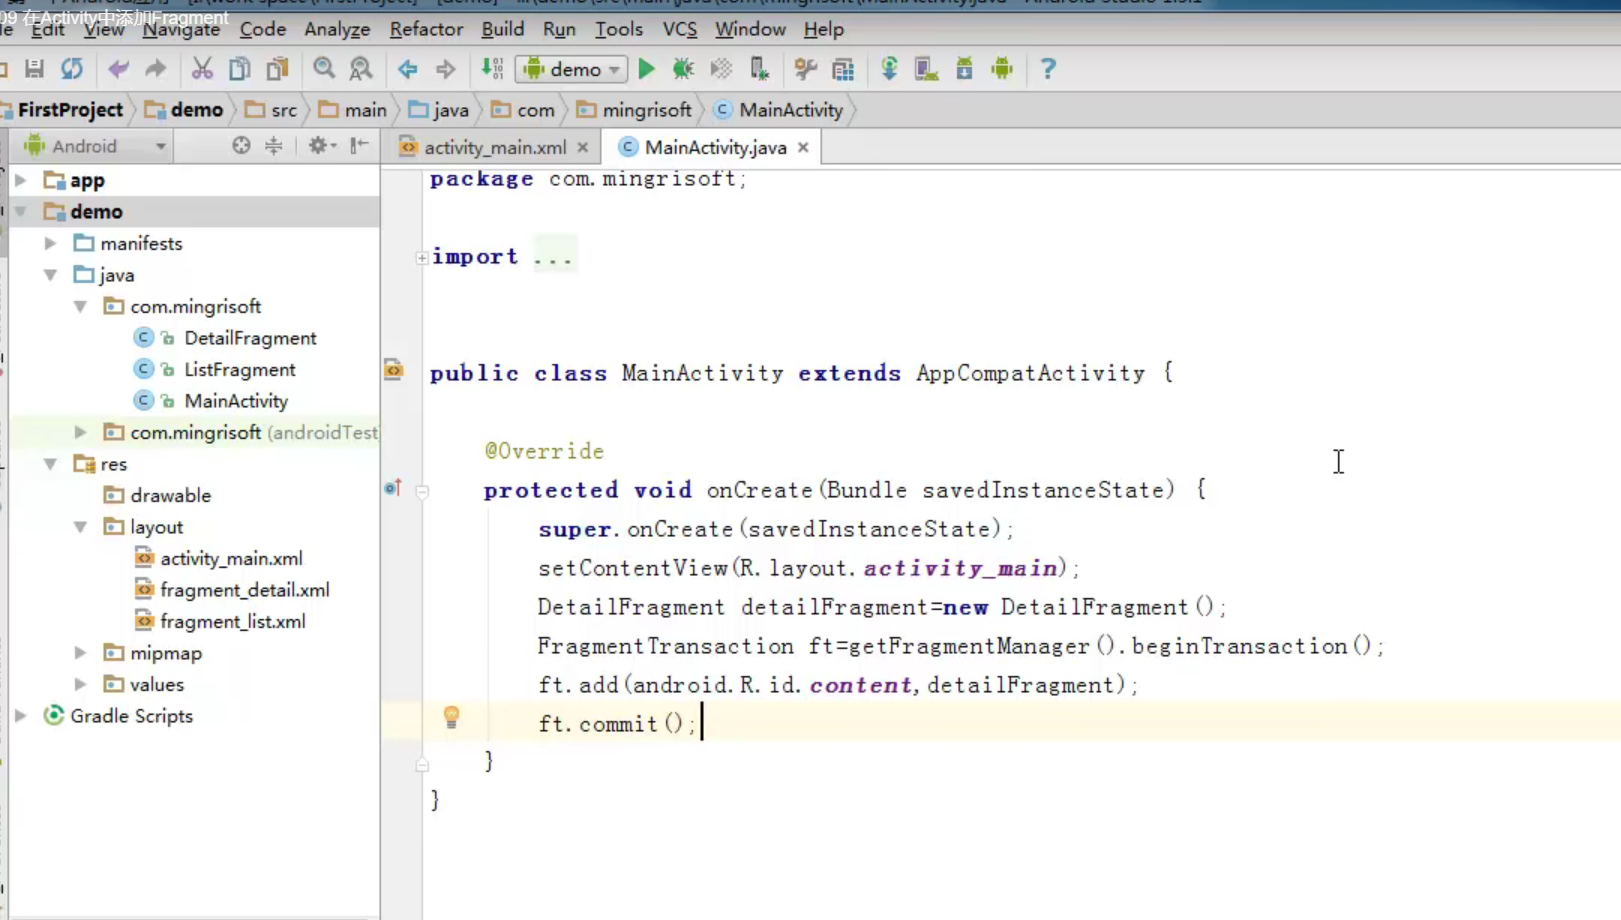 09 在Activity中添加Fragment
Edit View Navigate Code Analyze Refactor Build Run Tools VCS Window Help
demo
FirstProject demo src main java com mingrisoft MainActivity
Android
activity_main.xml
MainActivity.java
app
demo
manifests
java
com.mingrisoft
DetailFragment
ListFragment
MainActivity
com.mingrisoft (androidTest
res
drawable
layout
activity_main.xml
fragment_detail.xml
fragment_list.xml
mipmap
values
Gradle Scripts
package com.mingrisoft;
import ...
public class MainActivity extends AppCompatActivity {
@Override
protected void onCreate(Bundle savedInstanceState) {
super.onCreate(savedInstanceState);
setContentView(R.layout.activity_main);
DetailFragment detailFragment=new DetailFragment();
FragmentTransaction ft=getFragmentManager().beginTransaction();
ft.add(android.R.id.content,detailFragment);
ft.commit();
}
}